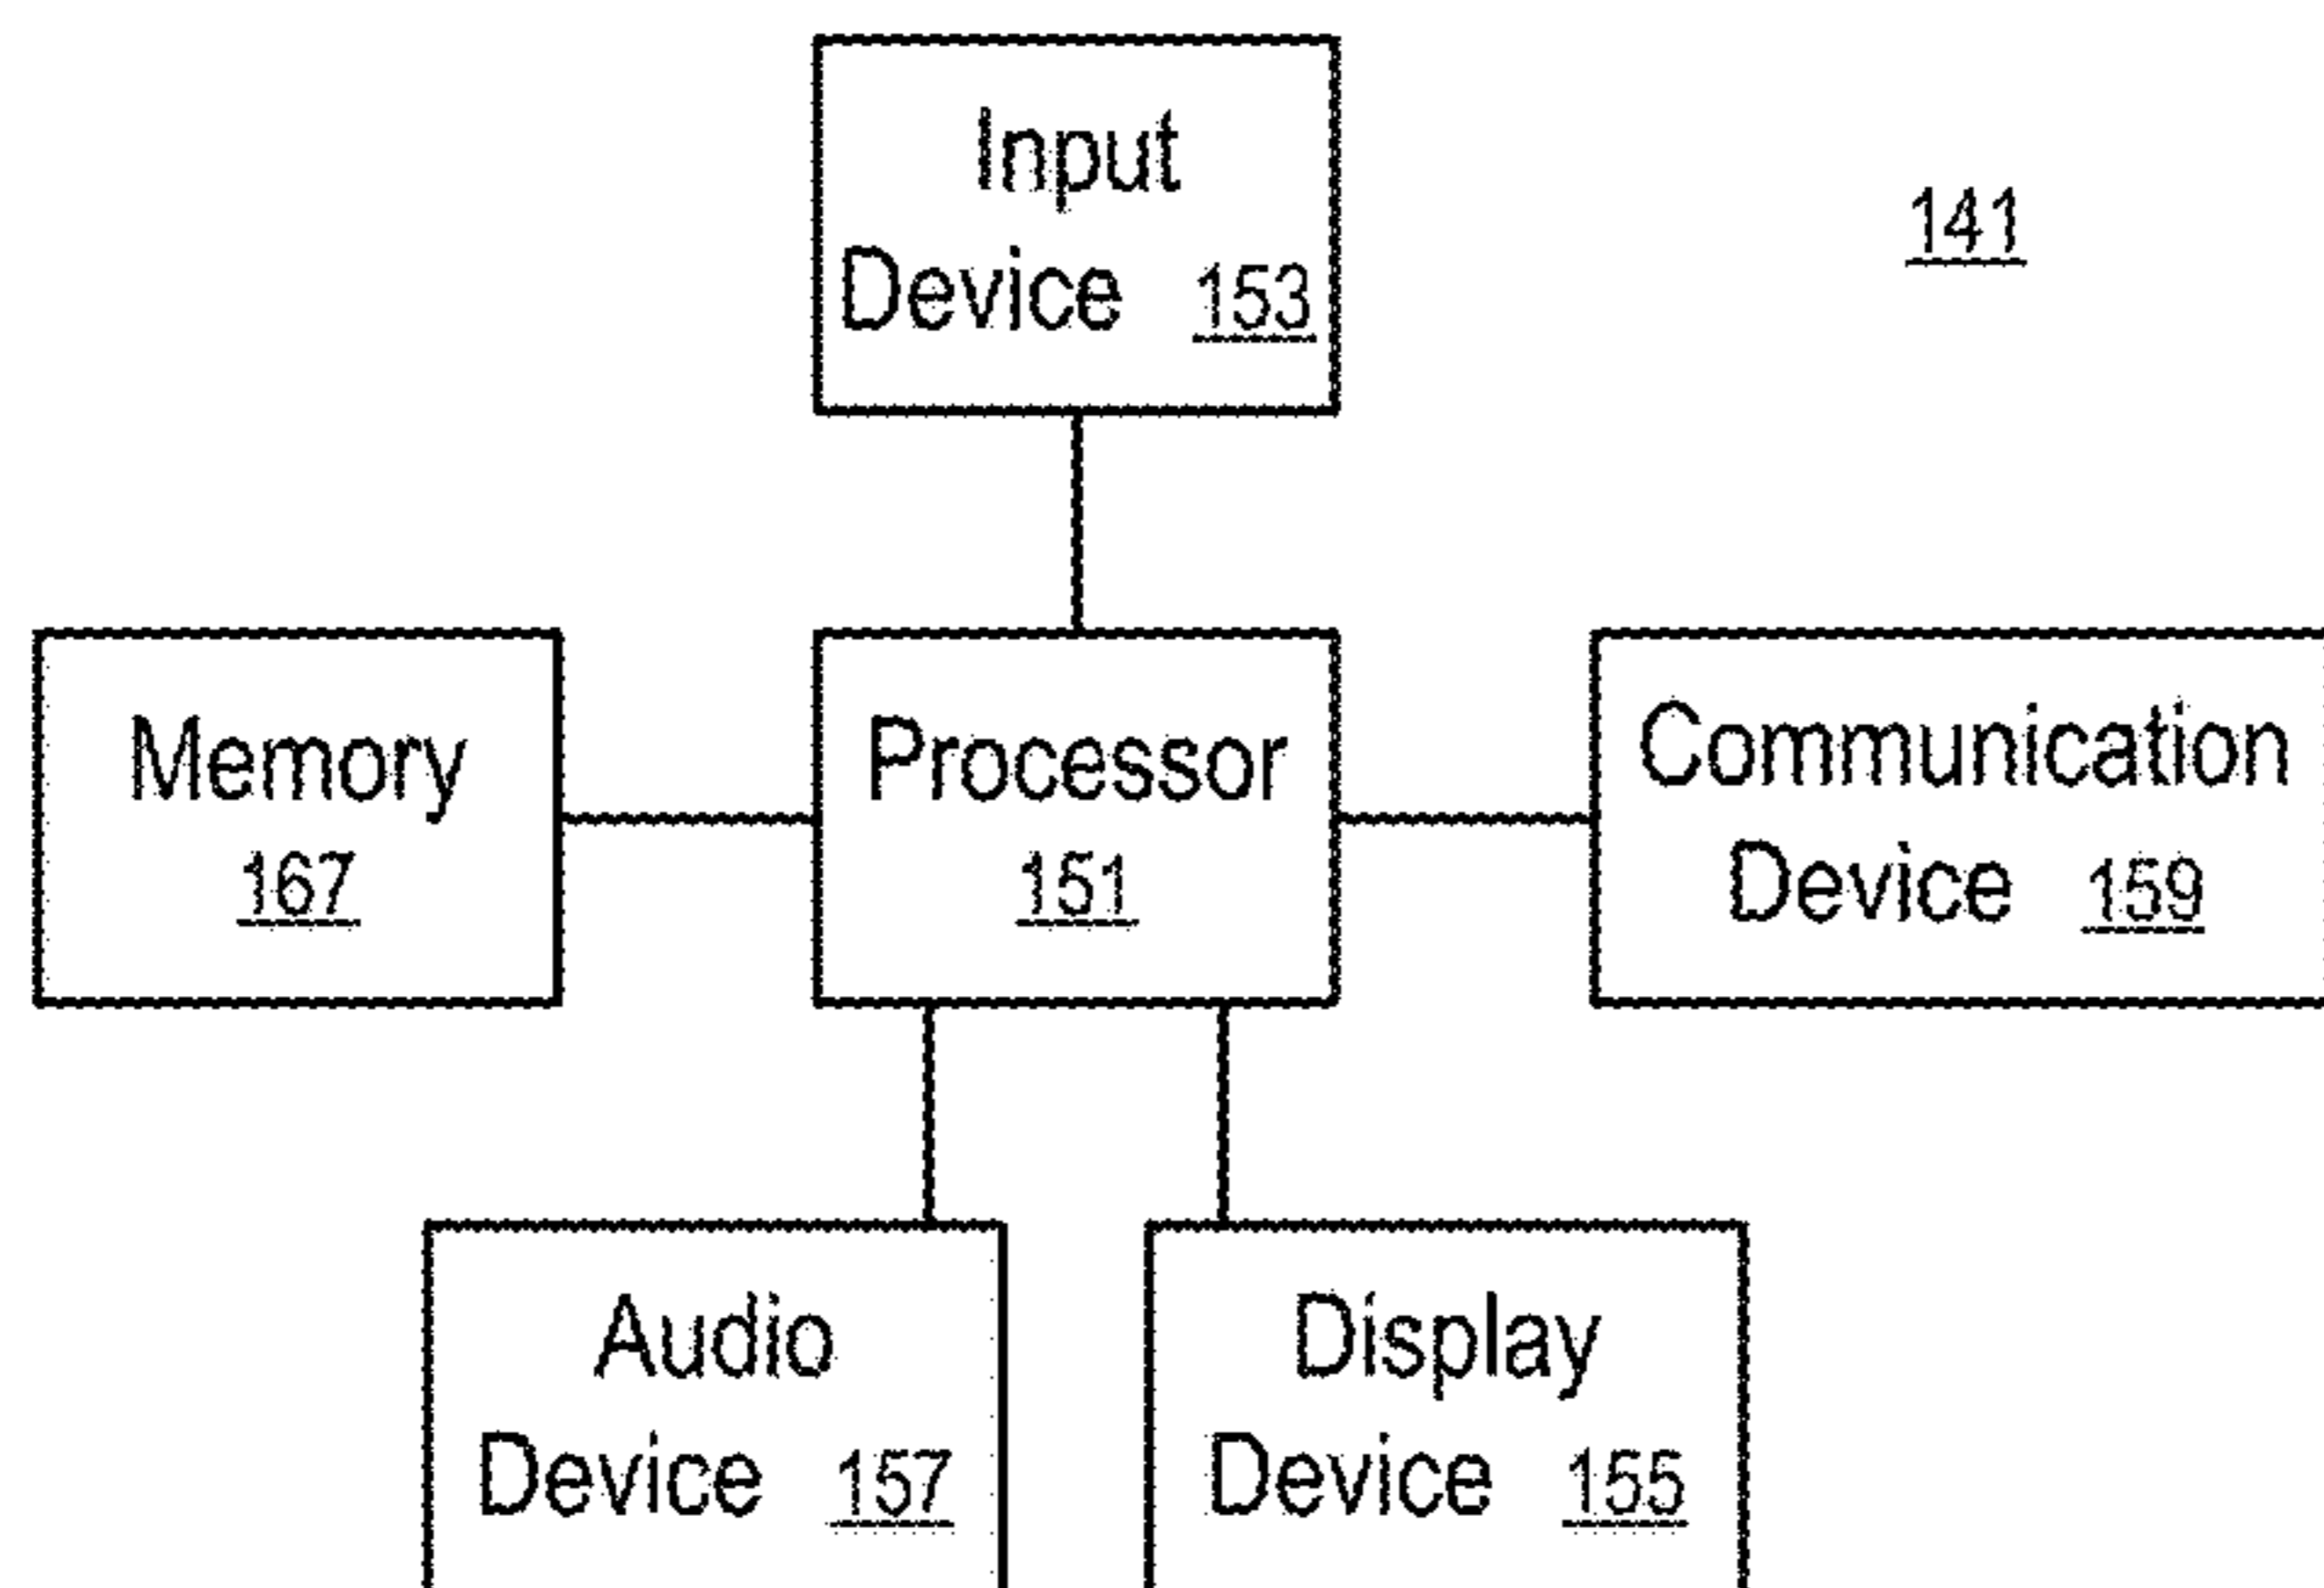 Input
Device 153
141
Memory
167
Processor
151
Communication
Device 159
Audio
Device 157
Display
Device 155